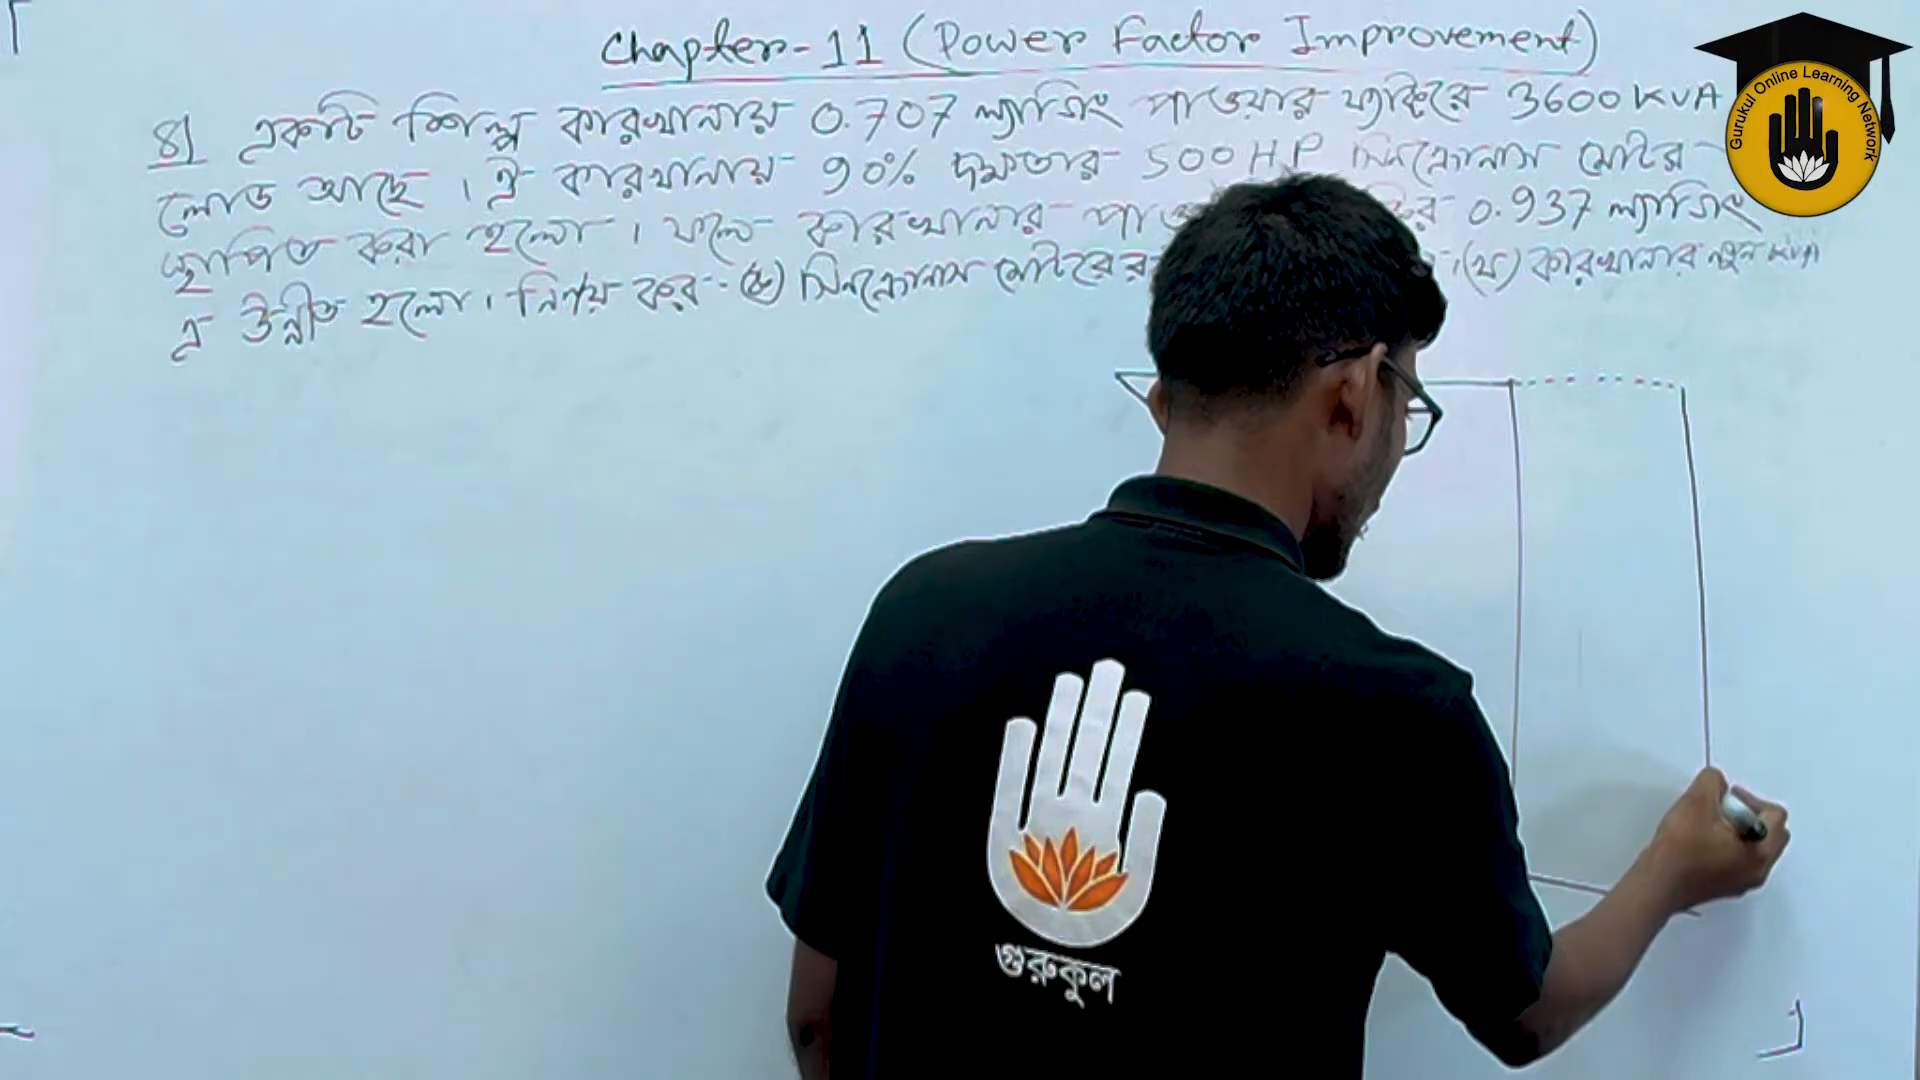 Chapter-11 (Power Factor Improvement)
৪) একটি শিল্প কারখানায় 0.707 ল্যাগিং পাওয়ার ফ্যাক্টরে 3600 KVA
লোড আছে। ঐ কারখানায় 90% দক্ষতার 500 HP সিনক্রোনাস মোটর
স্থাপিত করা হলো। ফলে কারখানার 0.937 ল্যাগিং
এ উন্নীত হলো। নির্ণয় কর- (ক) সিনক্রোনাস মোটরের (খ) কারখানার নতুন KVA
Gurukul Online Learning Network
গুরুকুল